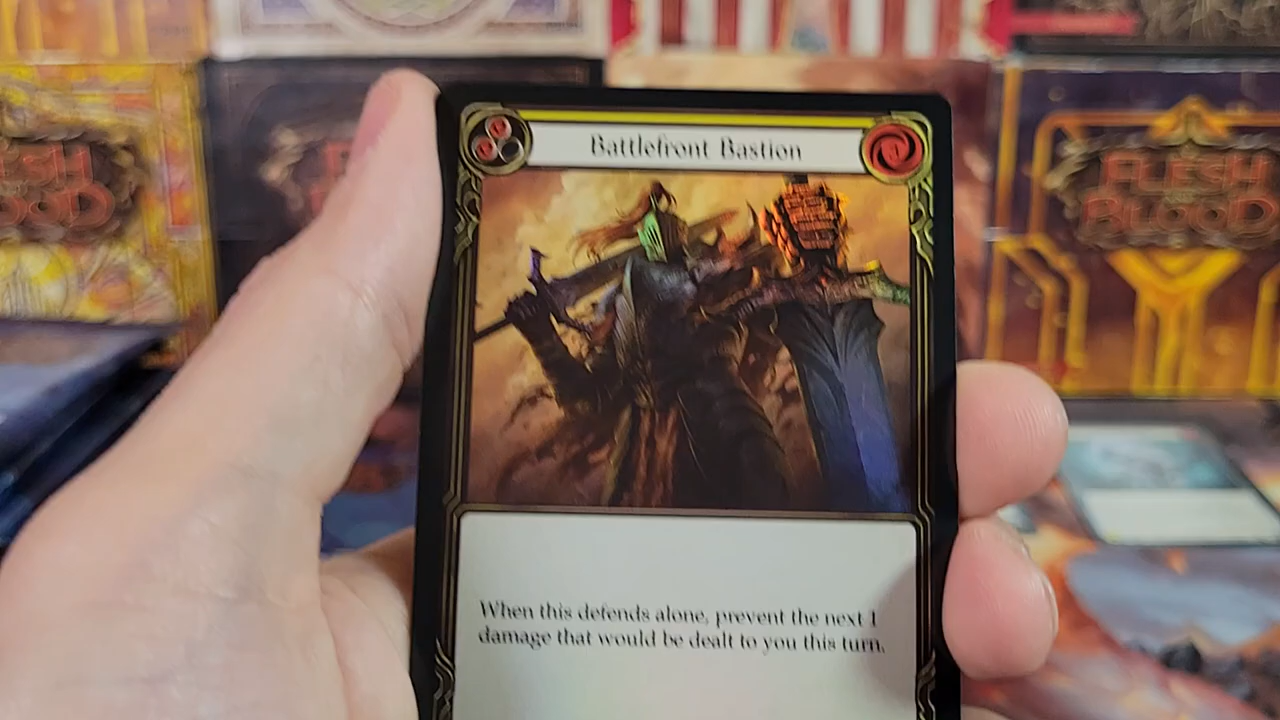 Battlefront Bastion
When this defends alone, prevent the next 1
damage that would be dealt to you this turn.
FLESH
OOD
FLESH
BLOOD